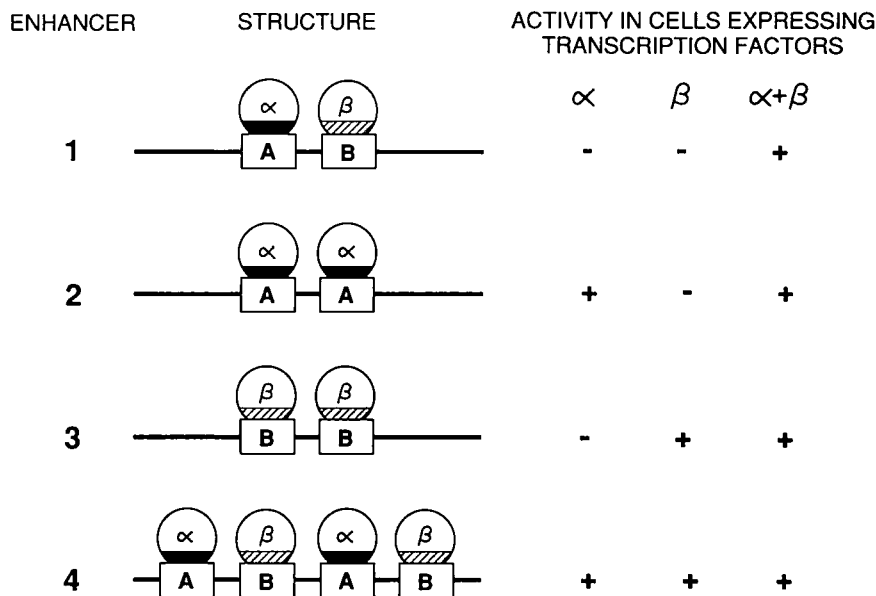 ENHANCER STRUCTURE ACTIVITY IN CELLS EXPRESSING
TRANSCRIPTION FACTORS
∝ β ∝+β
∝ β
1 A B - - +
∝ ∝
2 A A + - +
β β
3 B B - + +
∝ β ∝ β
4 A B A B + + +